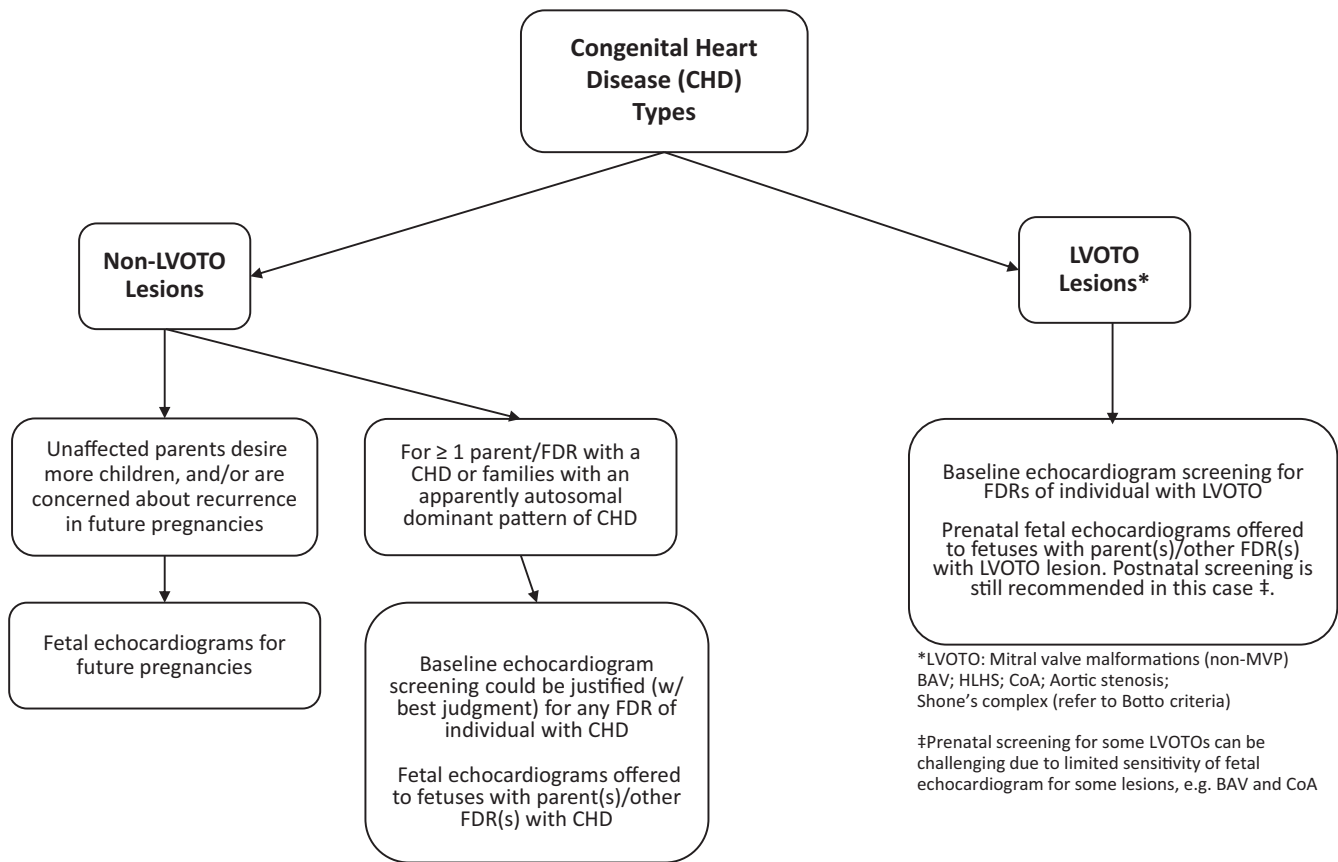 Congenital Heart
Disease (CHD)
Types
Non-LVOTO
Lesions
LVOTO
Lesions*
Unaffected parents desire
more children, and/or are
concerned about recurrence
in future pregnancies
For ≥ 1 parent/FDR with a
CHD or families with an
apparently autosomal
dominant pattern of CHD
Baseline echocardiogram screening for
FDRs of individual with LVOTO
Prenatal fetal echocardiograms offered
to fetuses with parent(s)/other FDR(s)
with LVOTO lesion. Postnatal screening is
still recommended in this case ‡.
Fetal echocardiograms for
future pregnancies
Baseline echocardiogram
screening could be justified (w/
best judgment) for any FDR of
individual with CHD
Fetal echocardiograms offered
to fetuses with parent(s)/other
FDR(s) with CHD
*LVOTO: Mitral valve malformations (non-MVP)
BAV; HLHS; CoA; Aortic stenosis;
Shone’s complex (refer to Botto criteria)
‡Prenatal screening for some LVOTOs can be
challenging due to limited sensitivity of fetal
echocardiogram for some lesions, e.g. BAV and CoA